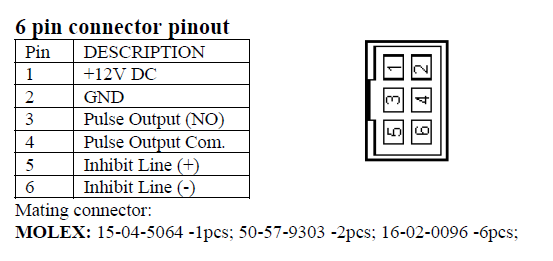 6 pin connector pinout
Pin DESCRIPTION
1 +12V DC
2 GND
3 Pulse Output (NO)
4 Pulse Output Com.
5 Inhibit Line (+)
6 Inhibit Line (-)
1 2
3 4
5 6
Mating connector:
MOLEX: 15-04-5064 -1pcs; 50-57-9303 -2pcs; 16-02-0096 -6pcs;